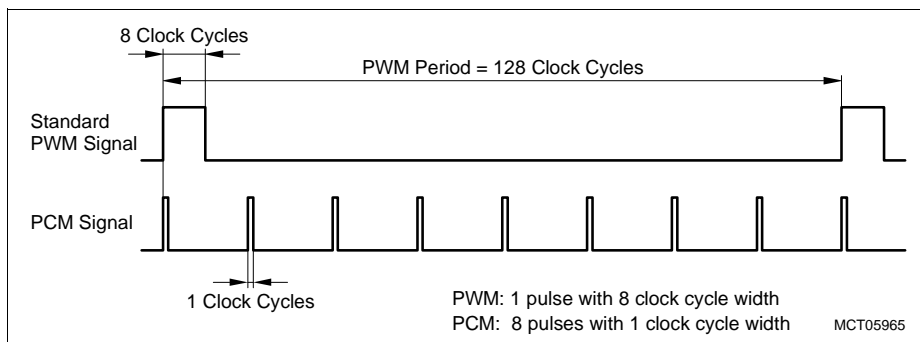 8 Clock Cycles
PWM Period = 128 Clock Cycles
Standard
PWM Signal
PCM Signal
1 Clock Cycles
PWM: 1 pulse with 8 clock cycle width
PCM: 8 pulses with 1 clock cycle width
MCT05965